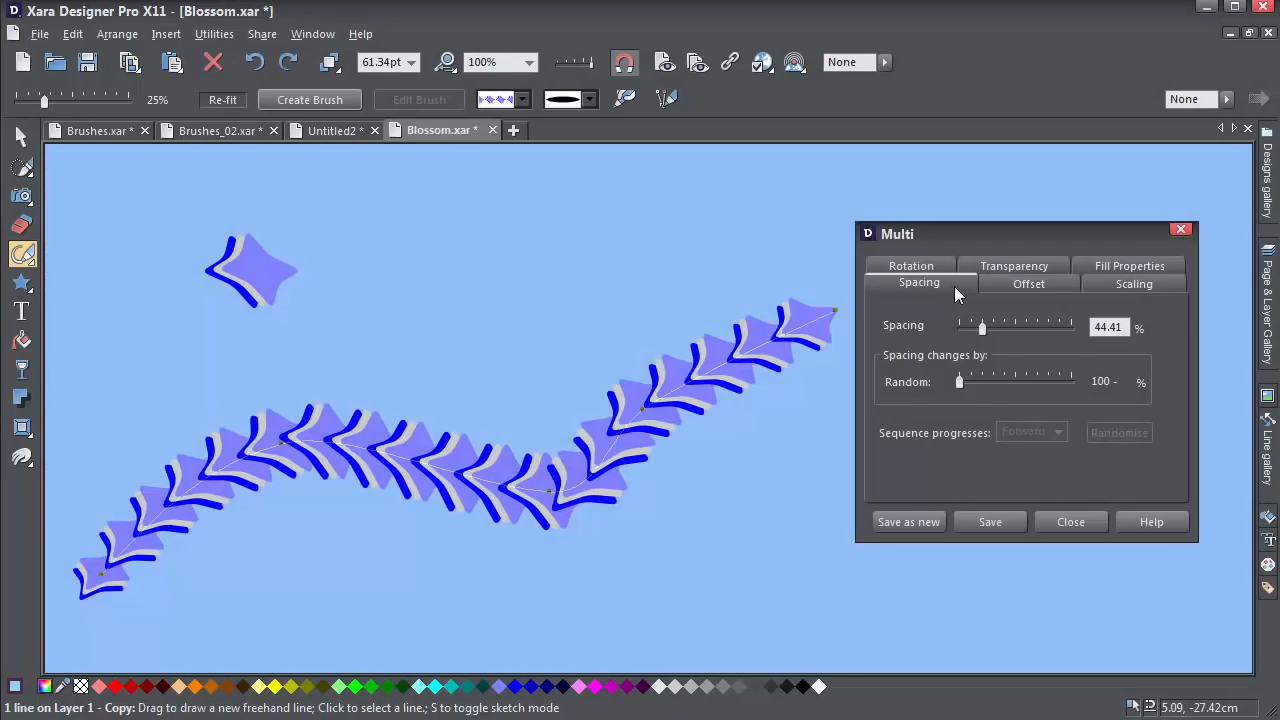 Xara Designer Pro X11 - [Blossom.xar *]
File Edit Arrange Insert Utilities Share Window Help
61.34pt 100% None
25% Re-fit Create Brush Edit Brush None
Brushes.xar * Brushes_02.xar * Untitled2 * Blossom.xar *
Designs gallery
Page & Layer Gallery
Line gallery
Multi
Rotation Transparency Fill Properties
Spacing Offset Scaling
Spacing 44.41 %
Spacing changes by:
Random: 100 - %
Sequence progresses: Forward Randomise
Save as new Save Close Help
1 line on Layer 1 - Copy: Drag to draw a new freehand line; Click to select a line; S to toggle sketch mode
5.09, -27.42cm